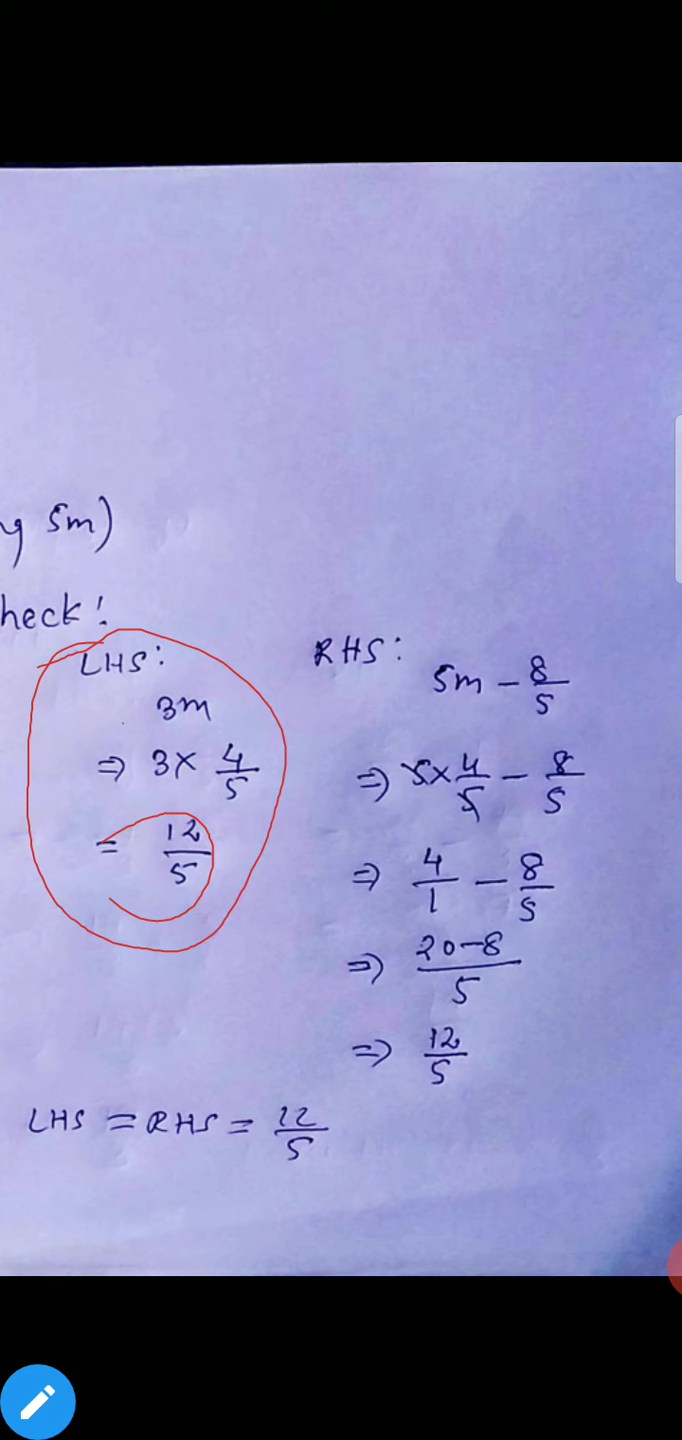 y 5m)
heck!
LHS:
3m
⇒ 3 × 4/5
= 12/5
RHS:
5m - 8/5
⇒ 5 × 4/5 - 8/5
⇒ 4/1 - 8/5
⇒ 20-8/5
⇒ 12/5
LHS = RHS = 12/5